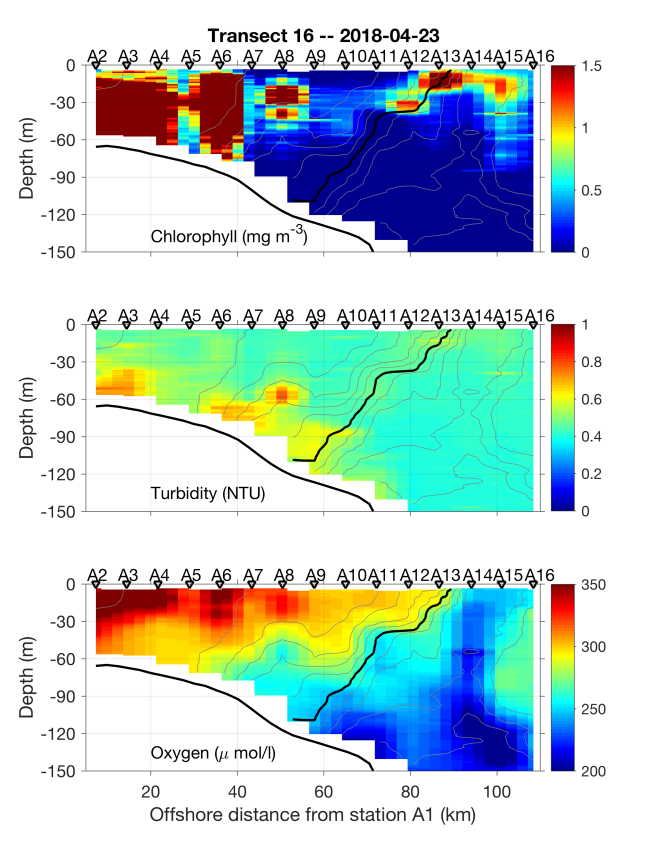 Transect 16 -- 2018-04-23
A2 A3 A4 A5 A6 A7 A8 A9 A10 A11 A12 A13 A14 A15 A16
0
-30
-60
-90
-120
-150
Depth (m)
Chlorophyll (mg m-3)
1.5
1
0.5
0
A2 A3 A4 A5 A6 A7 A8 A9 A10 A11 A12 A13 A14 A15 A16
0
-30
-60
-90
-120
-150
Depth (m)
Turbidity (NTU)
1
0.8
0.6
0.4
0.2
0
A2 A3 A4 A5 A6 A7 A8 A9 A10 A11 A12 A13 A14 A15 A16
0
-30
-60
-90
-120
-150
Depth (m)
Oxygen (μ mol/l)
350
300
250
200
20 40 60 80 100
Offshore distance from station A1 (km)